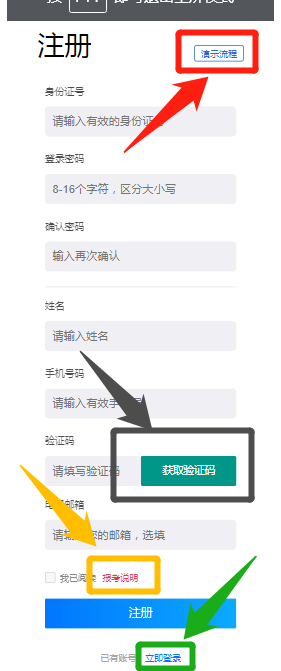 注册
演示流程
身份证号
请输入有效的身份证
登录密码
8-16个字符，区分大小写
确认密码
输入再次确认
姓名
请输入姓名
手机号码
请输入有效手
验证码
请填写验证码
获取验证码
邮箱
请输 您的邮箱，选填
我已阅读 报考说明
注册
已有账号 立即登录